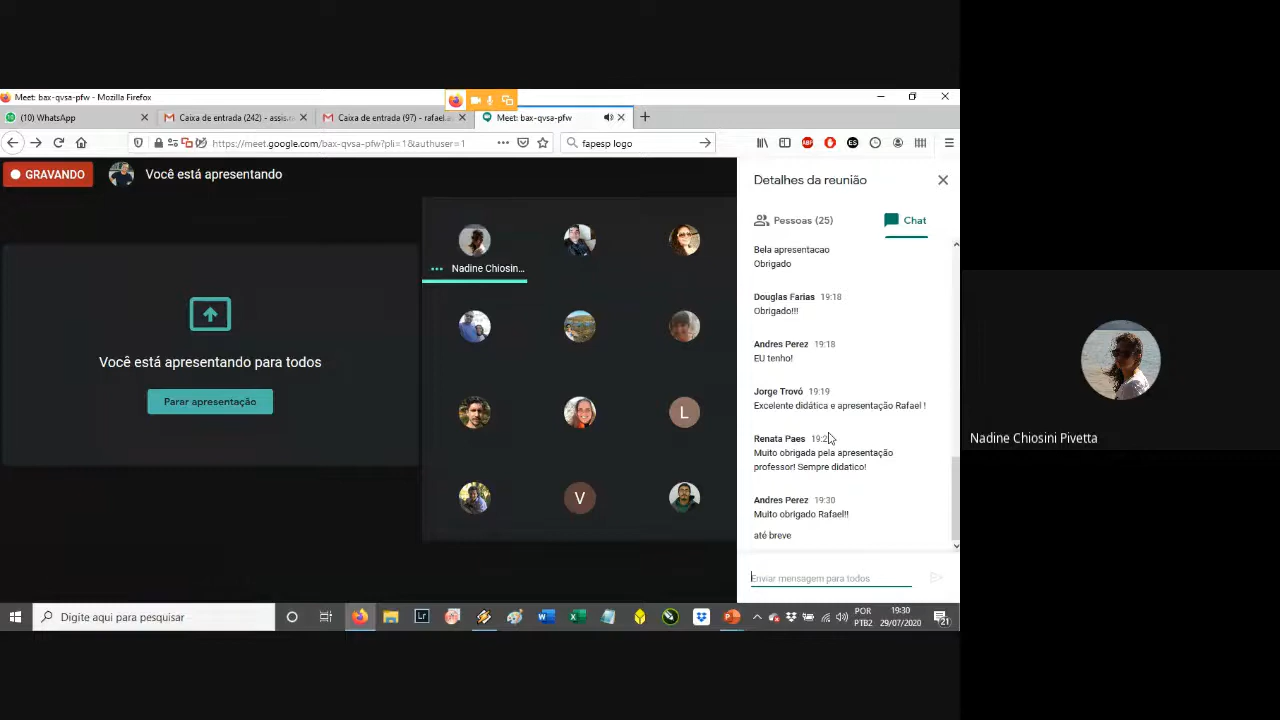 Meet: bax-qvsa-pfw - Mozilla Firefox
(10) WhatsApp
Caixa de entrada (242) - assis.r
Caixa de entrada (97) - rafael.as
Meet: bax-qvsa-pfw
https://meet.google.com/bax-qvsa-pfw?pli=1&authuser=1
fapesp logo
GRAVANDO
Você está apresentando
Você está apresentando para todos
Parar apresentação
Nadine Chiosin...
L
V
Detalhes da reunião
Pessoas (25)
Chat
Bela apresentacao
Obrigado
Douglas Farias 19:18
Obrigado!!!
Andres Perez 19:18
EU tenho!
Jorge Trovó 19:19
Excelente didática e apresentação Rafael !
Renata Paes
Muito obrigada pela apresentação
professor! Sempre didatico!
Andres Perez 19:30
Muito obrigado Rafael!!
até breve
Enviar mensagem para todos
Nadine Chiosini Pivetta
Digite aqui para pesquisar
Lr
POR
PTB2
19:30
29/07/2020
21